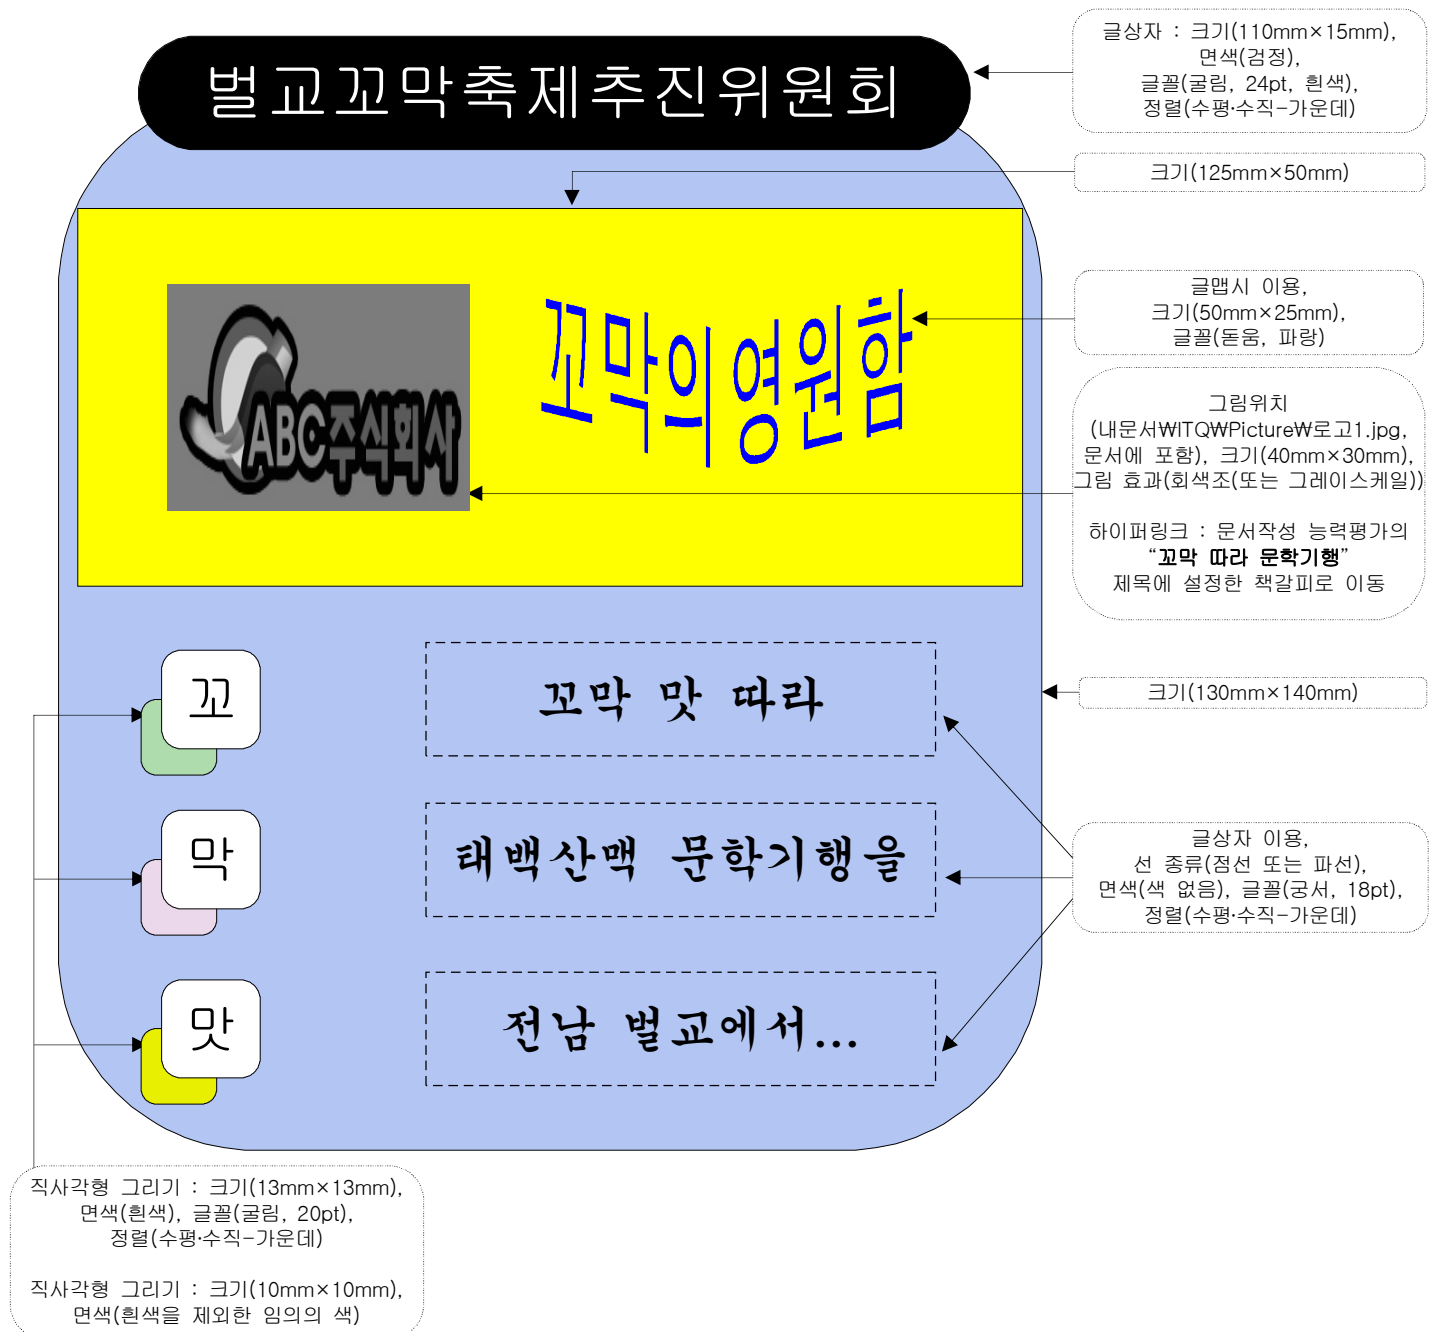 벌교꼬막축제추진위원회
글상자 : 크기(110mm×15mm),
면색(검정),
글꼴(굴림, 24pt, 흰색),
정렬(수평·수직-가운데)
크기(125mm×50mm)
꼬막의영원함
글맵시 이용,
크기(50mm×25mm),
글꼴(돋움, 파랑)
ABC주식회사
그림위치
(내문서₩ITQ₩Picture₩로고1.jpg,
문서에 포함), 크기(40mm×30mm),
그림 효과(회색조(또는 그레이스케일))
하이퍼링크 : 문서작성 능력평가의
“꼬막 따라 문학기행”
제목에 설정한 책갈피로 이동
꼬
꼬막 맛 따라
크기(130mm×140mm)
막
태백산맥 문학기행을
글상자 이용,
선 종류(점선 또는 파선),
면색(색 없음), 글꼴(궁서, 18pt),
정렬(수평·수직-가운데)
맛
전남 벌교에서...
직사각형 그리기 : 크기(13mm×13mm),
면색(흰색), 글꼴(굴림, 20pt),
정렬(수평·수직-가운데)
직사각형 그리기 : 크기(10mm×10mm),
면색(흰색을 제외한 임의의 색)